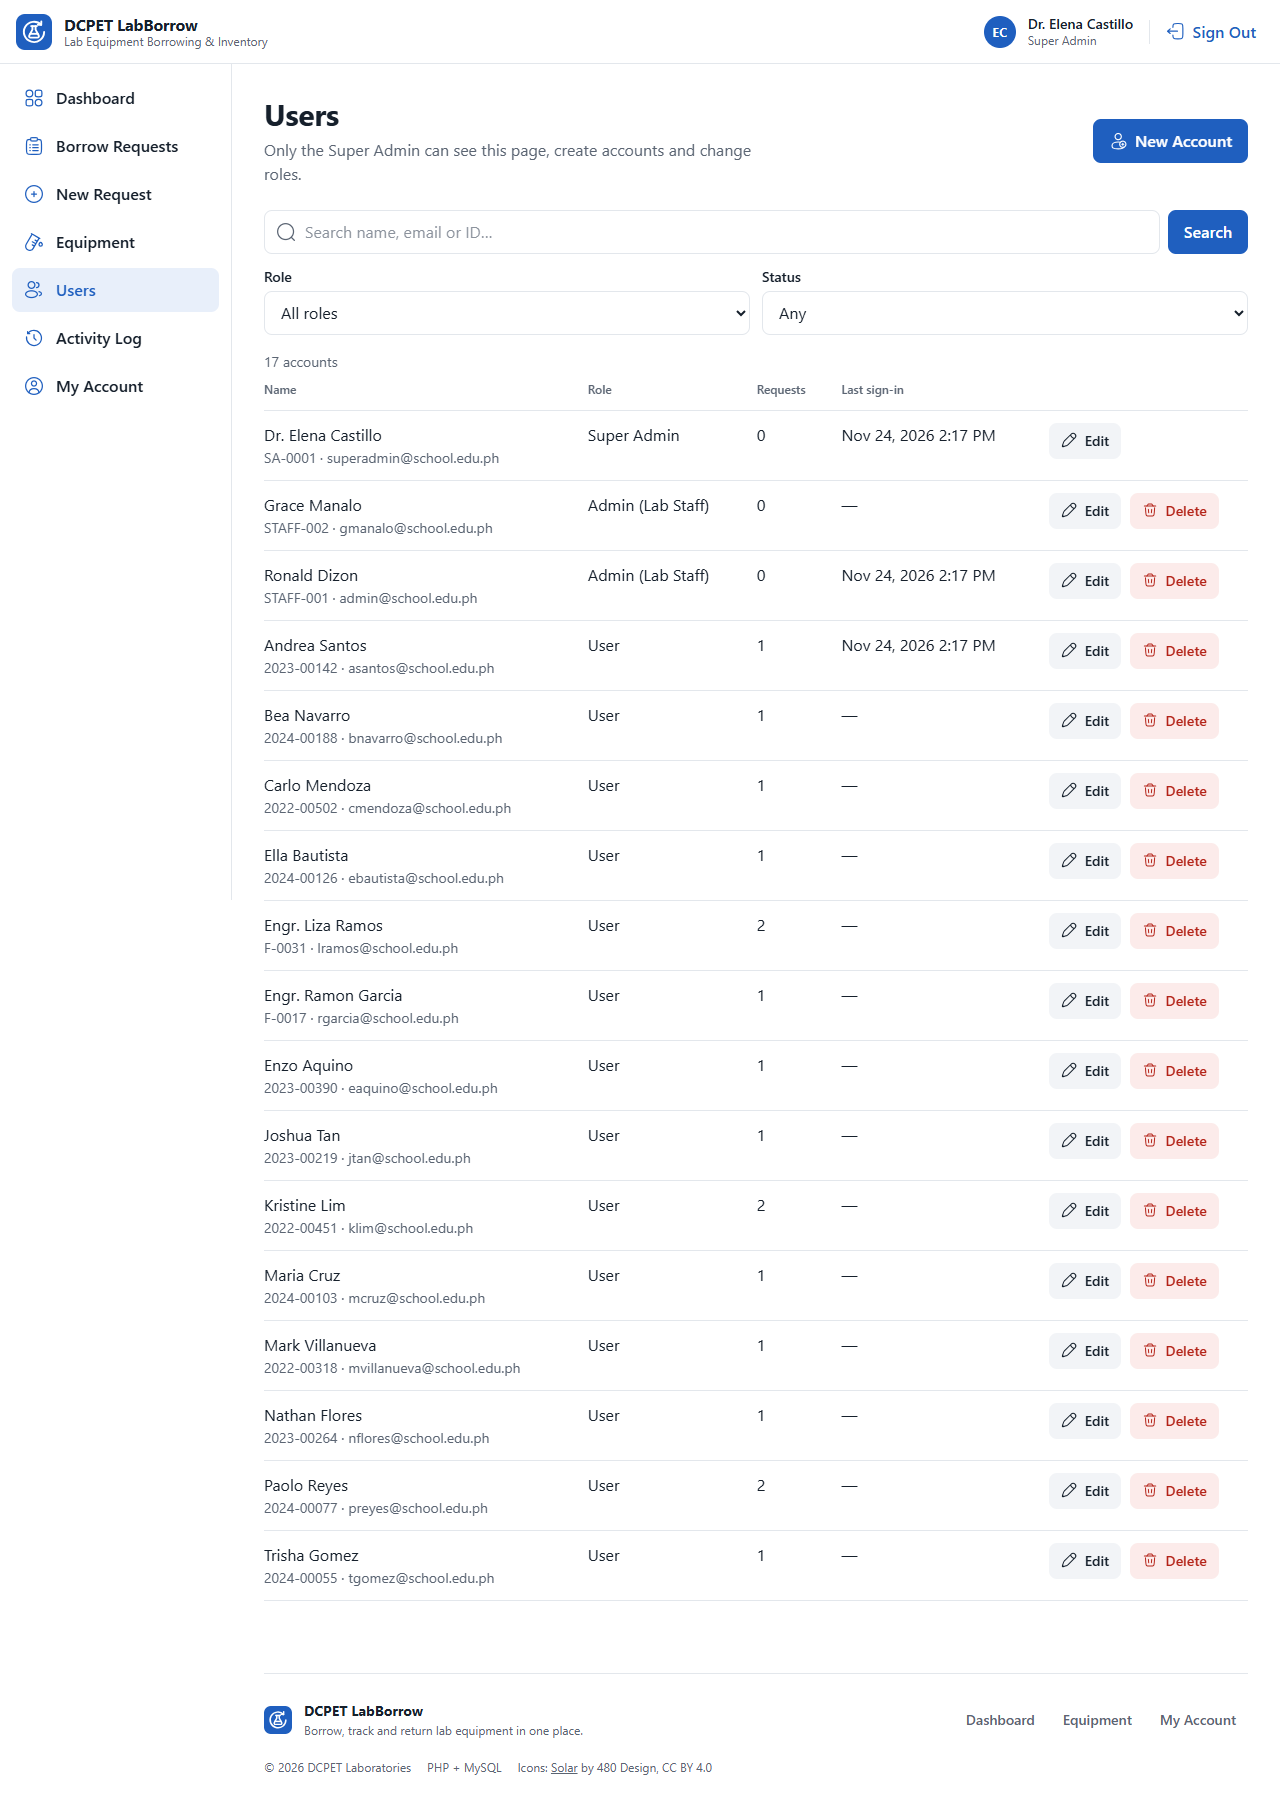 DCPET LabBorrow
Lab Equipment Borrowing & Inventory
EC
Dr. Elena Castillo
Super Admin
Sign Out
Dashboard
Borrow Requests
New Request
Equipment
Users
Activity Log
My Account
Users
Only the Super Admin can see this page, create accounts and change
roles.
New Account
Search name, email or ID...
Search
Role
Status
All roles
Any
17 accounts
Name Role Requests Last sign-in
Dr. Elena Castillo Super Admin 0 Nov 24, 2026 2:17 PM Edit
SA-0001 · superadmin@school.edu.ph
Grace Manalo Admin (Lab Staff) 0 — Edit Delete
STAFF-002 · gmanalo@school.edu.ph
Ronald Dizon Admin (Lab Staff) 0 Nov 24, 2026 2:17 PM Edit Delete
STAFF-001 · admin@school.edu.ph
Andrea Santos User 1 Nov 24, 2026 2:17 PM Edit Delete
2023-00142 · asantos@school.edu.ph
Bea Navarro User 1 — Edit Delete
2024-00188 · bnavarro@school.edu.ph
Carlo Mendoza User 1 — Edit Delete
2022-00502 · cmendoza@school.edu.ph
Ella Bautista User 1 — Edit Delete
2024-00126 · ebautista@school.edu.ph
Engr. Liza Ramos User 2 — Edit Delete
F-0031 · lramos@school.edu.ph
Engr. Ramon Garcia User 1 — Edit Delete
F-0017 · rgarcia@school.edu.ph
Enzo Aquino User 1 — Edit Delete
2023-00390 · eaquino@school.edu.ph
Joshua Tan User 1 — Edit Delete
2023-00219 · jtan@school.edu.ph
Kristine Lim User 2 — Edit Delete
2022-00451 · klim@school.edu.ph
Maria Cruz User 1 — Edit Delete
2024-00103 · mcruz@school.edu.ph
Mark Villanueva User 1 — Edit Delete
2022-00318 · mvillanueva@school.edu.ph
Nathan Flores User 1 — Edit Delete
2023-00264 · nflores@school.edu.ph
Paolo Reyes User 2 — Edit Delete
2024-00077 · preyes@school.edu.ph
Trisha Gomez User 1 — Edit Delete
2024-00055 · tgomez@school.edu.ph
DCPET LabBorrow
Borrow, track and return lab equipment in one place.
Dashboard Equipment My Account
© 2026 DCPET Laboratories PHP + MySQL Icons: Solar by 480 Design, CC BY 4.0